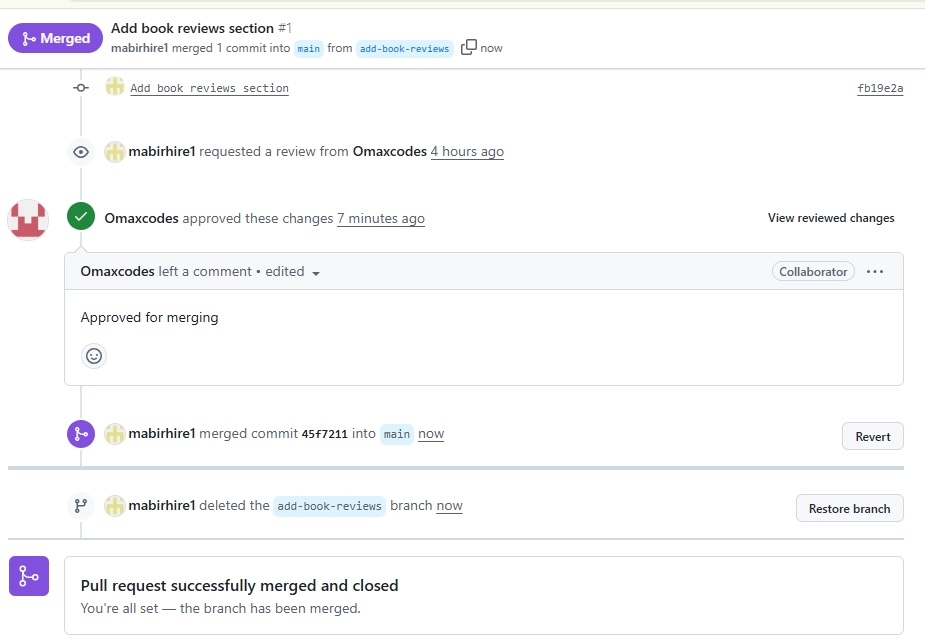 Merged
Add book reviews section #1
mabirhire1 merged 1 commit into main from add-book-reviews now
Add book reviews section fb19e2a
mabirhire1 requested a review from Omaxcodes 4 hours ago
Omaxcodes approved these changes 7 minutes ago View reviewed changes
Omaxcodes left a comment • edited Collaborator ...
Approved for merging
mabirhire1 merged commit 45f7211 into main now Revert
mabirhire1 deleted the add-book-reviews branch now Restore branch
Pull request successfully merged and closed
You're all set — the branch has been merged.